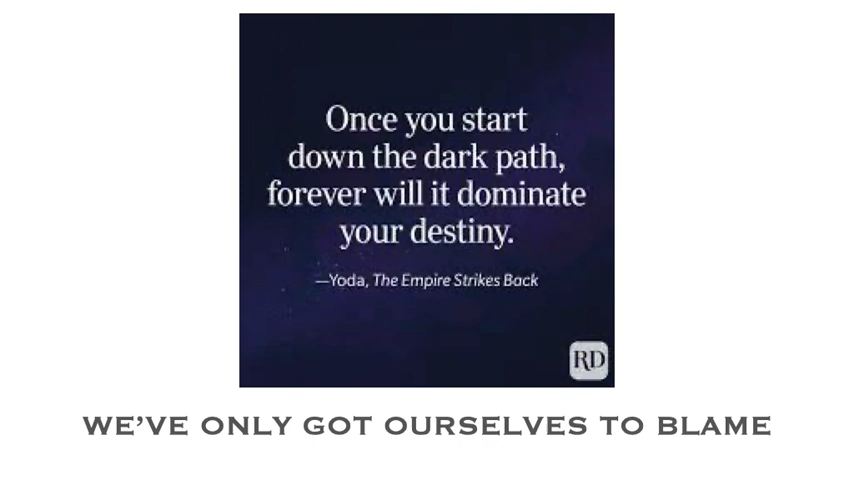 Once you start
down the dark path,
forever will it dominate
your destiny.
—Yoda, The Empire Strikes Back
RD
WE’VE ONLY GOT OURSELVES TO BLAME